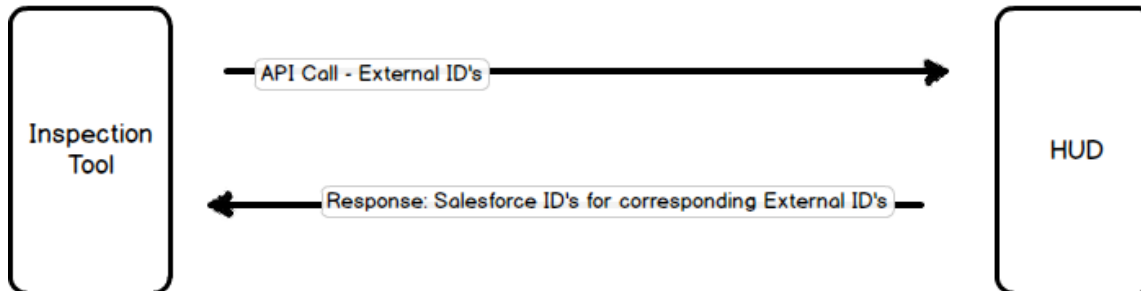 API Call - External ID's
Inspection
Tool
HUD
Response: Salesforce ID's for corresponding External ID's